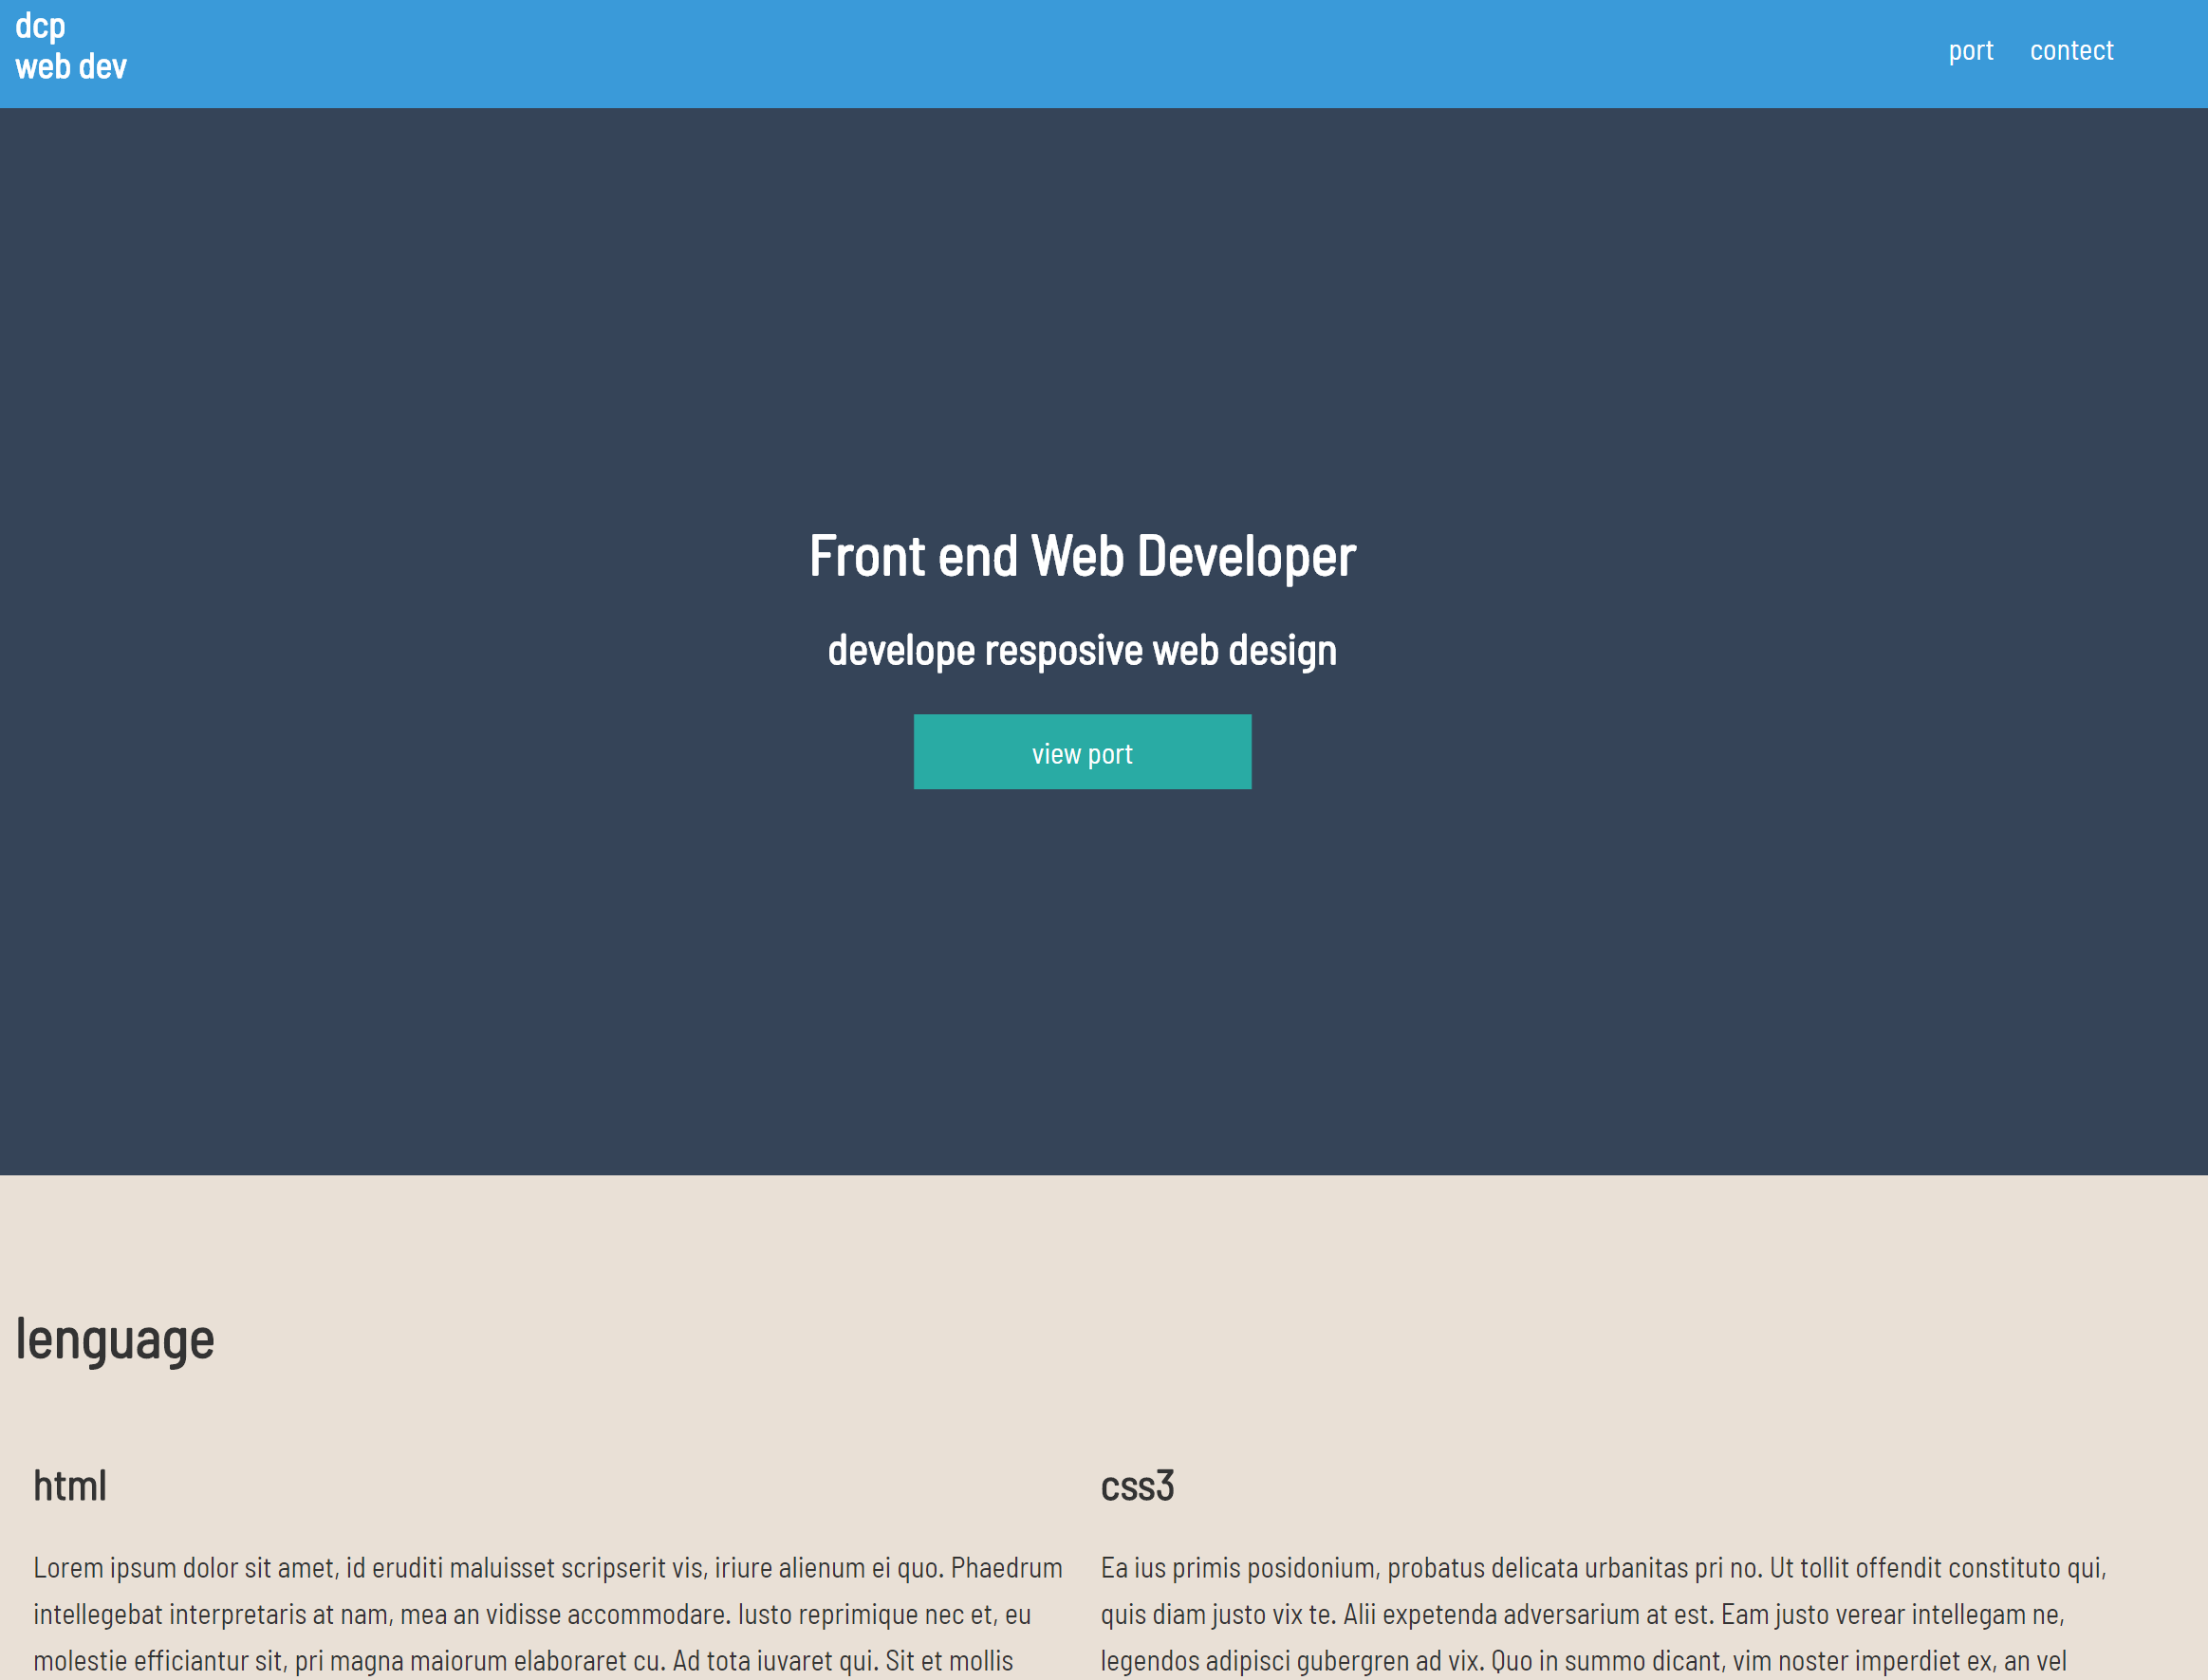 dcp
web dev
port contect
Front end Web Developer
develope resposive web design
view port
lenguage
html
Lorem ipsum dolor sit amet, id eruditi maluisset scripserit vis, iriure alienum ei quo. Phaedrum
intellegebat interpretaris at nam, mea an vidisse accommodare. Iusto reprimique nec et, eu
molestie efficiantur sit, pri magna maiorum elaboraret cu. Ad tota iuvaret qui. Sit et mollis
css3
Ea ius primis posidonium, probatus delicata urbanitas pri no. Ut tollit offendit constituto qui,
quis diam justo vix te. Alii expetenda adversarium at est. Eam justo verear intellegam ne,
legendos adipisci gubergren ad vix. Quo in summo dicant, vim noster imperdiet ex, an vel